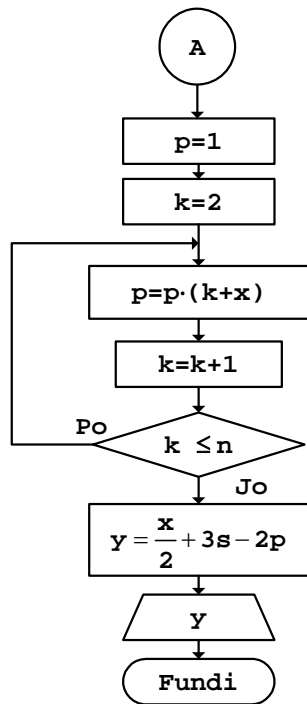 A
p=1
k=2
p=p·(k+x)
k=k+1
Po
k ≤n
Jo
y = x/2 + 3s − 2p
y
Fundi